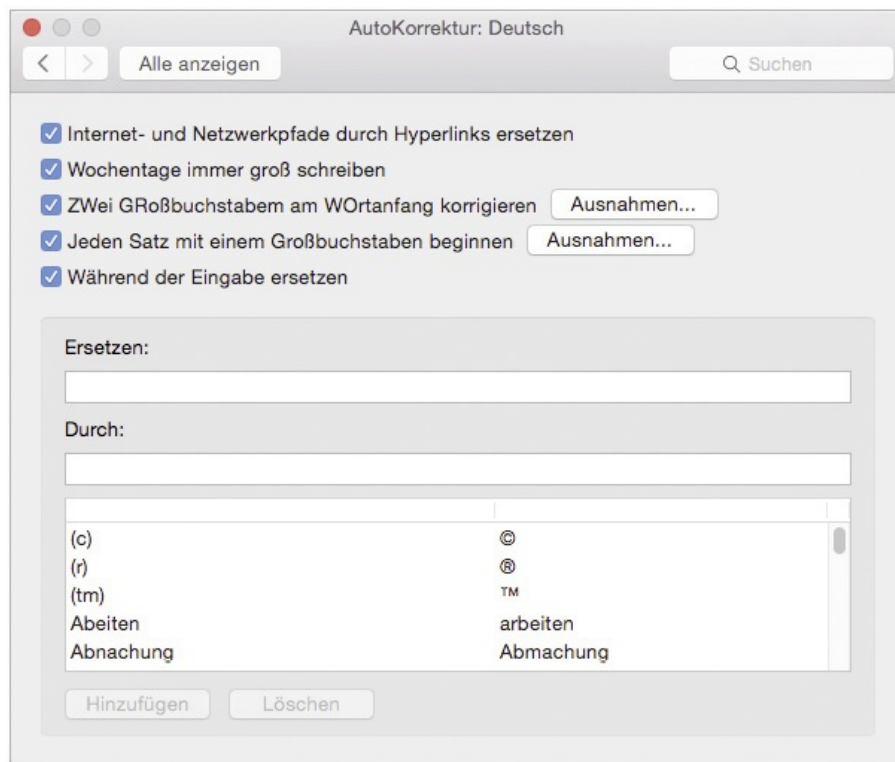 AutoKorrektur: Deutsch
Alle anzeigen
Suchen
Internet- und Netzwerkpfade durch Hyperlinks ersetzen
Wochentage immer groß schreiben
ZWei GRoßbuchstabem am WOrtanfang korrigieren Ausnahmen...
Jeden Satz mit einem Großbuchstaben beginnen Ausnahmen...
Während der Eingabe ersetzen
Ersetzen:
Durch:
(c) ©
(r) ®
(tm) ™
Abeiten arbeiten
Abnachung Abmachung
Hinzufügen Löschen